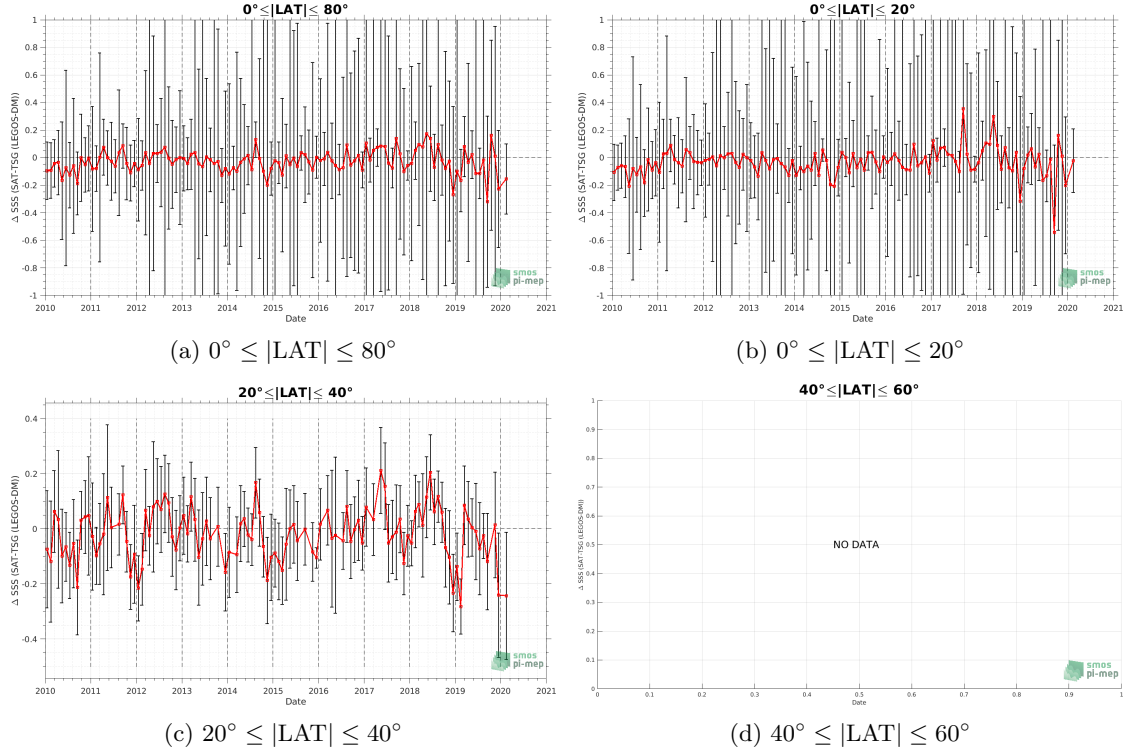 0°≤|LAT|≤ 80°
Δ SSS (SAT-TSG (LEGOS-DM))
1
0.8
0.6
0.4
0.2
0
-0.2
-0.4
-0.6
-0.8
-1
2010 2011 2012 2013 2014 2015 2016 2017 2018 2019 2020 2021
Date
smos
pi-mep
(a) 0° ≤ |LAT| ≤ 80°
0°≤|LAT|≤ 20°
Δ SSS (SAT-TSG (LEGOS-DM))
1
0.8
0.6
0.4
0.2
0
-0.2
-0.4
-0.6
-0.8
-1
2010 2011 2012 2013 2014 2015 2016 2017 2018 2019 2020 2021
Date
smos
pi-mep
(b) 0° ≤ |LAT| ≤ 20°
20°≤|LAT|≤ 40°
Δ SSS (SAT-TSG (LEGOS-DM))
0.4
0.2
0
-0.2
-0.4
2010 2011 2012 2013 2014 2015 2016 2017 2018 2019 2020 2021
Date
smos
pi-mep
(c) 20° ≤ |LAT| ≤ 40°
40°≤|LAT|≤ 60°
Δ SSS (SAT-TSG (LEGOS-DM))
1
0.9
0.8
0.7
0.6
0.5
0.4
0.3
0.2
0.1
0
NO DATA
0 0.1 0.2 0.3 0.4 0.5 0.6 0.7 0.8 0.9 1
Date
smos
pi-mep
(d) 40° ≤ |LAT| ≤ 60°